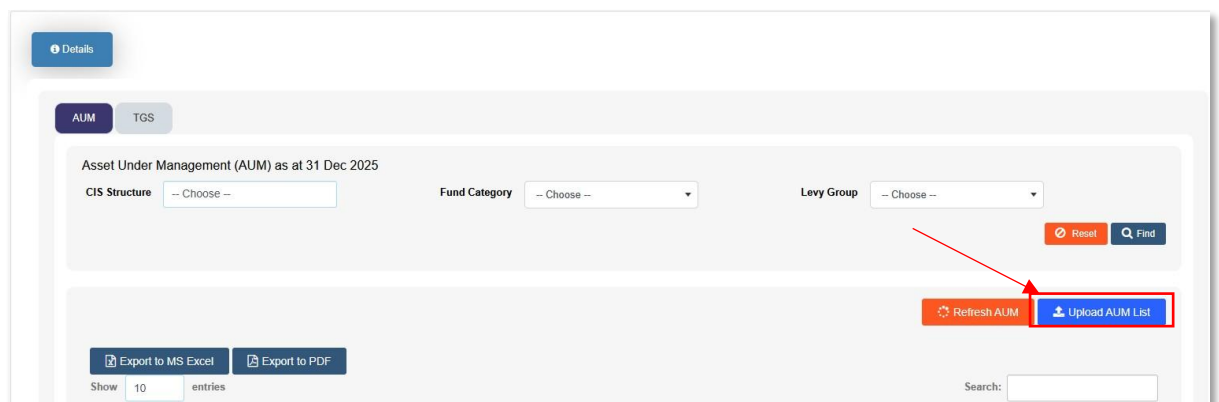 Details
AUM TGS
Asset Under Management (AUM) as at 31 Dec 2025
CIS Structure -- Choose -- Fund Category -- Choose -- Levy Group -- Choose --
Reset Find
Refresh AUM Upload AUM List
Export to MS Excel Export to PDF
Show 10 entries Search: